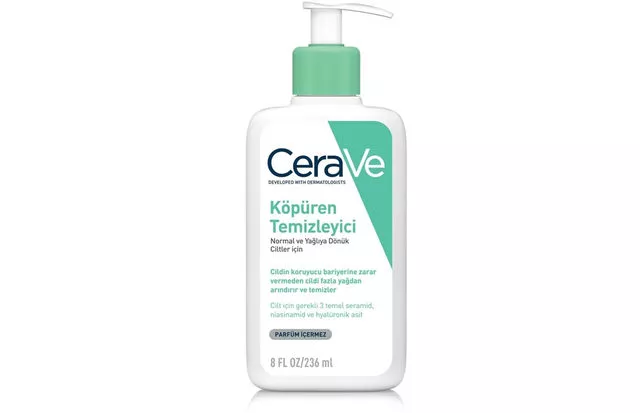 CeraVe
DEVELOPED WITH DERMATOLOGISTS
Köpüren
Temizleyici
Normal ve Yağlıya Dönük
Ciltler için
Cildin koruyucu bariyerine zarar
vermeden cildi fazla yağdan
arındırır ve temizler
Cilt için gerekli 3 temel seramid,
niasinamid ve hyalüronik asit
PARFÜM İÇERMEZ
8 FL OZ/236 ml